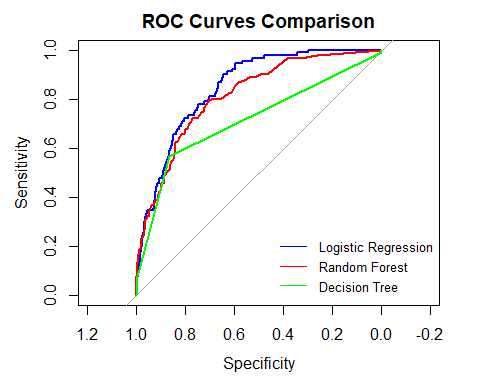 ROC Curves Comparison
Sensitivity
1.0
0.8
0.6
0.4
0.2
0.0
Logistic Regression
Random Forest
Decision Tree
1.2 1.0 0.8 0.6 0.4 0.2 0.0 -0.2
Specificity